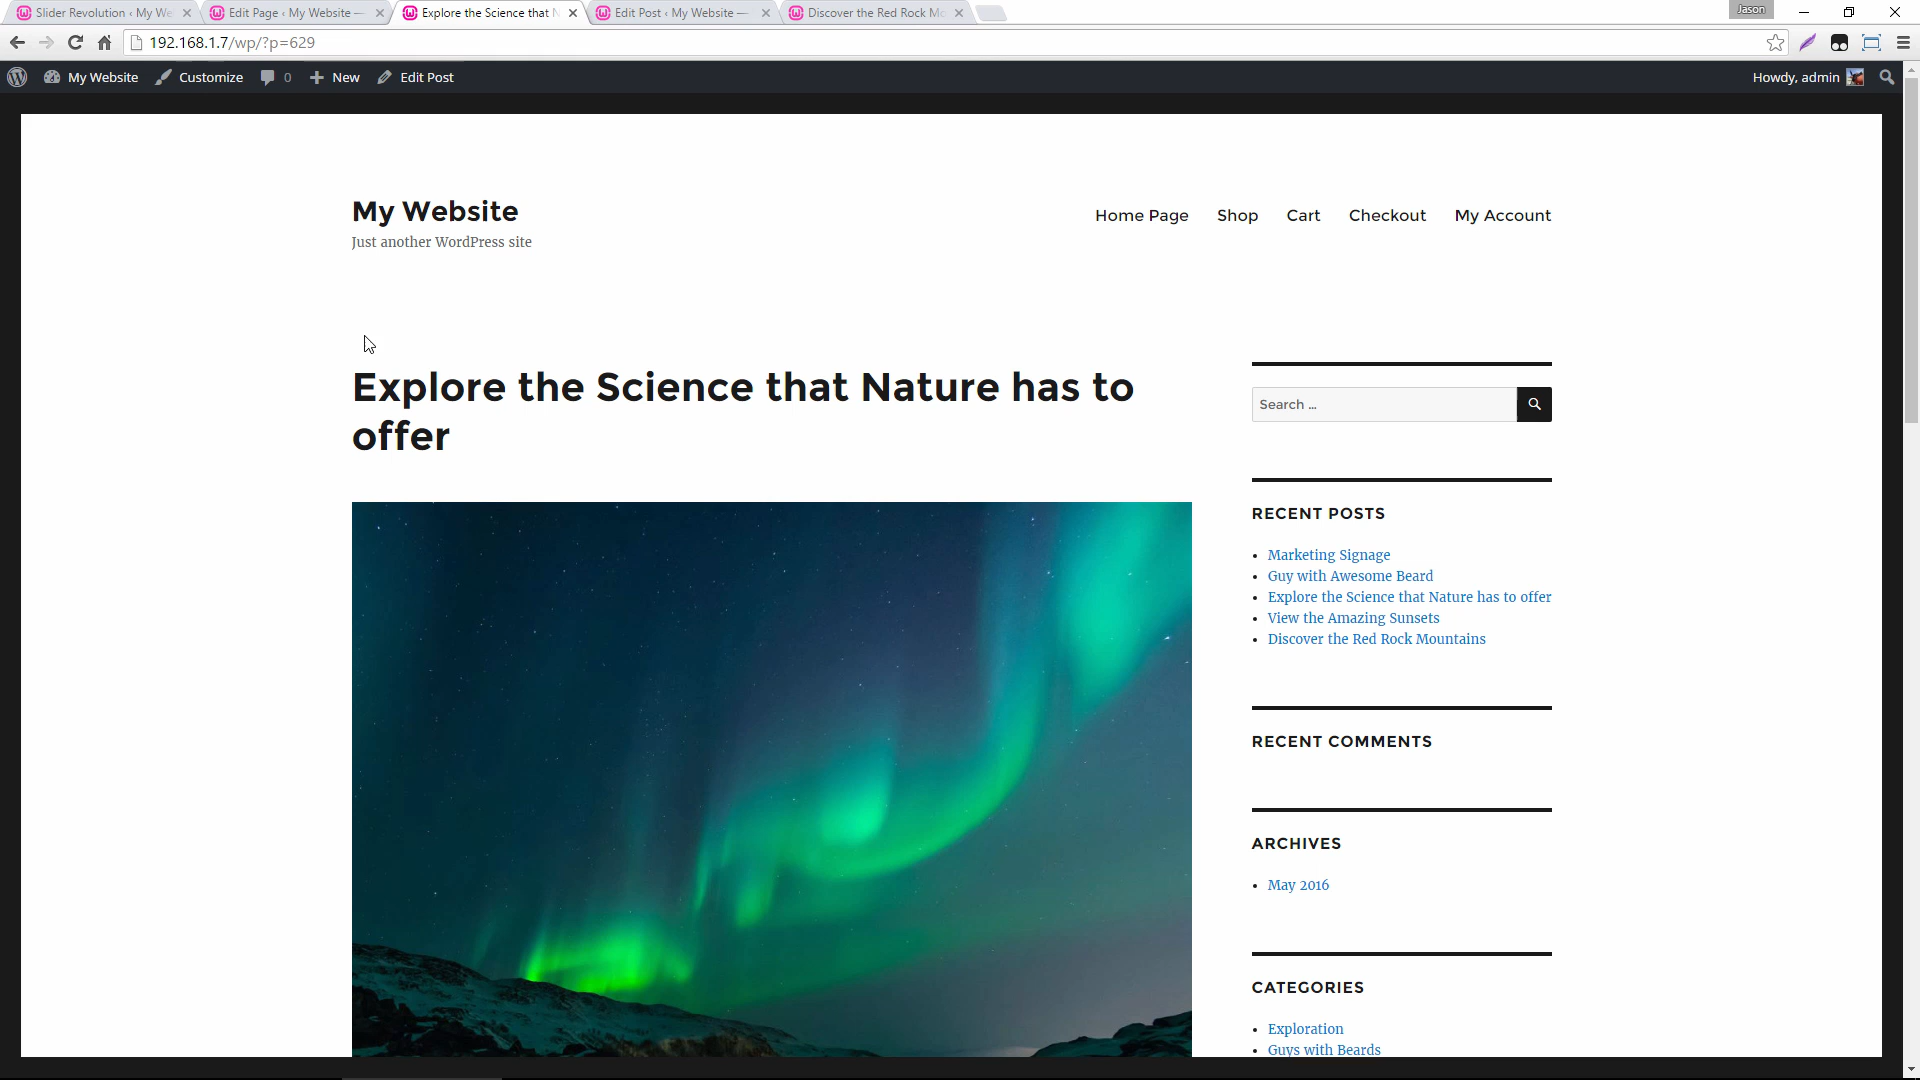 Slider Revolution ‹ My We
Edit Page ‹ My Website —
Explore the Science that N
Edit Post ‹ My Website —
Discover the Red Rock Mo
Jason
192.168.1.7/wp/?p=629
My Website
Customize
0
New
Edit Post
Howdy, admin
My Website
Just another WordPress site
Home Page
Shop
Cart
Checkout
My Account
Explore the Science that Nature has to
offer
Search ...
RECENT POSTS
Marketing Signage
Guy with Awesome Beard
Explore the Science that Nature has to offer
View the Amazing Sunsets
Discover the Red Rock Mountains
RECENT COMMENTS
ARCHIVES
May 2016
CATEGORIES
Exploration
Guys with Beards